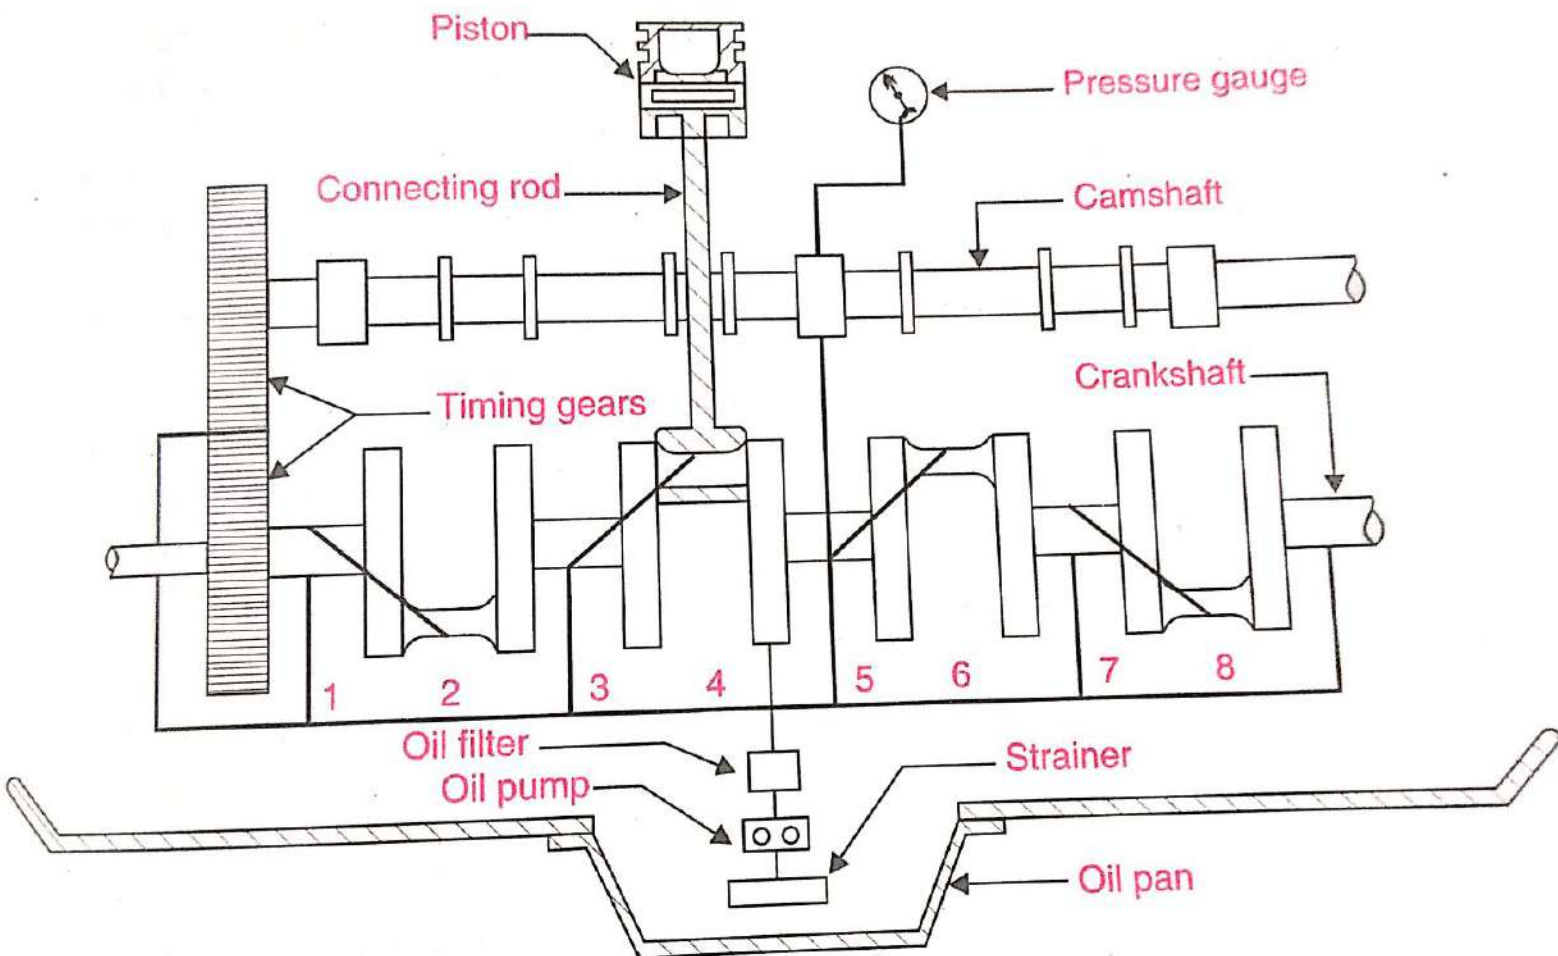 Piston
Pressure gauge
Connecting rod
Camshaft
Crankshaft
Timing gears
1 2 3 4 5 6 7 8
Oil filter
Strainer
Oil pump
Oil pan